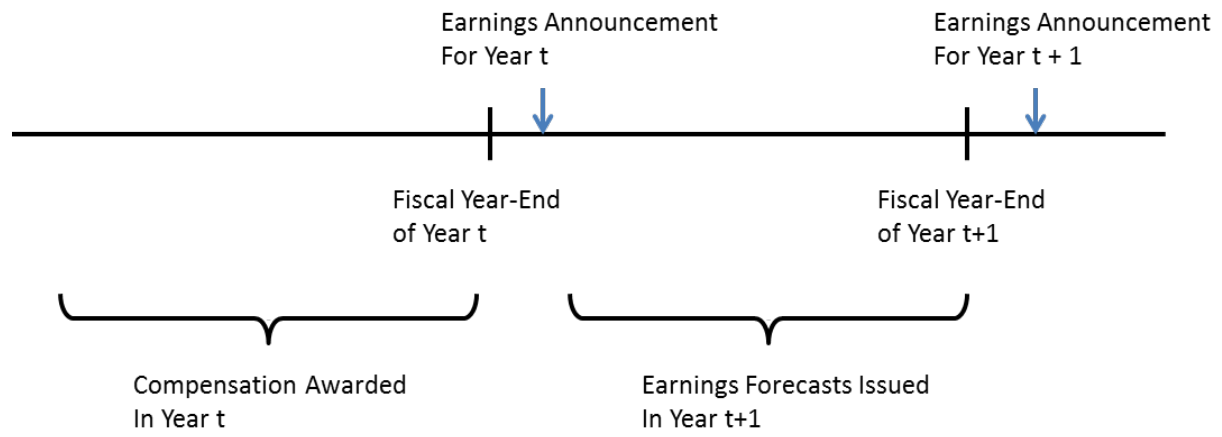 Earnings Announcement
For Year t
Earnings Announcement
For Year t + 1
Fiscal Year-End
of Year t
Fiscal Year-End
of Year t+1
Compensation Awarded
In Year t
Earnings Forecasts Issued
In Year t+1